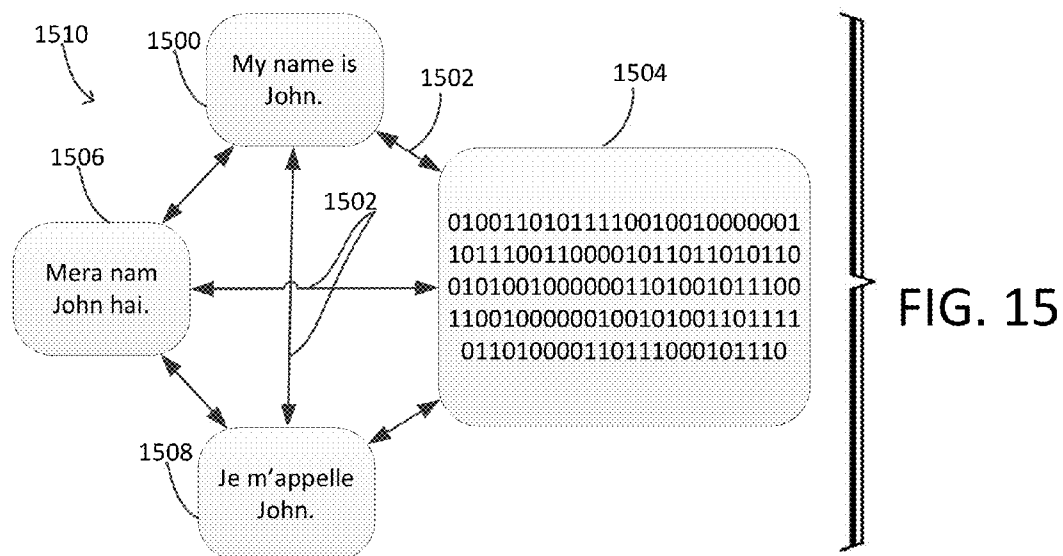 1510
1500
My name is
John.
1502
1504
1506
1502
01001101011110010010000001
10111001100001011011010110
01010010000001101001011100
11001000000100101001101111
011010000110111000101110
Mera nam
John hai.
FIG. 15
1508
Je m'appelle
John.